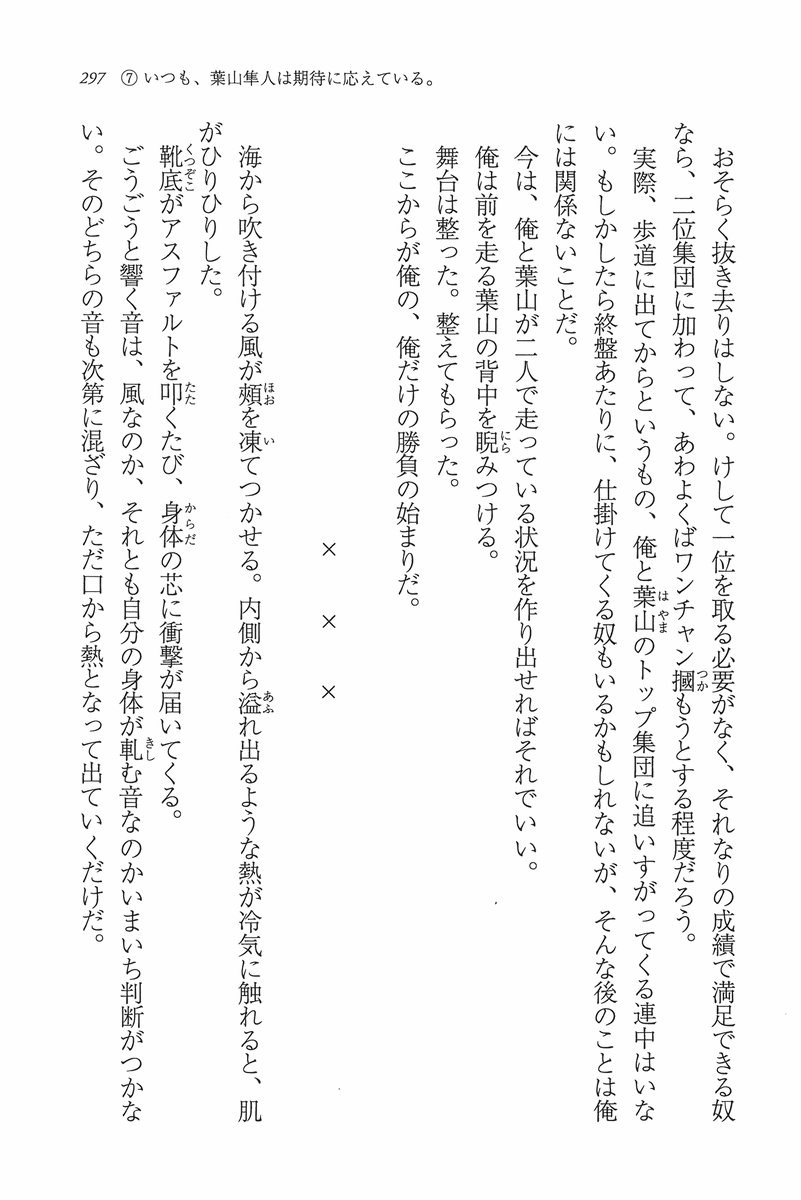 297 ⑦ いつも、葉山隼人は期待に応えている。
おそらく抜き去りはしない。けして一位を取る必要がなく、それなりの成績で満足できる奴
なら、二位集団に加わって、あわよくばワンチャン摑もうとする程度だろう。
実際、歩道に出てからというもの、俺と葉山のトップ集団に追いすがってくる連中はいな
い。もしかしたら終盤あたりに、仕掛けてくる奴もいるかもしれないが、そんな後のことは俺
には関係ないことだ。
今は、俺と葉山が二人で走っている状況を作り出せればそれでいい。
俺は前を走る葉山の背中を睨みつける。
舞台は整った。整えてもらった。
ここからが俺の、俺だけの勝負の始まりだ。
× × ×
海から吹き付ける風が頰を凍てつかせる。内側から溢れ出るような熱が冷気に触れると、肌
がひりひりした。
靴底がアスファルトを叩くたび、身体の芯に衝撃が届いてくる。
ごうごうと響く音は、風なのか、それとも自分の身体が軋む音なのかいまいち判断がつかな
い。そのどちらの音も次第に混ざり、ただ口から熱となって出ていくだけだ。